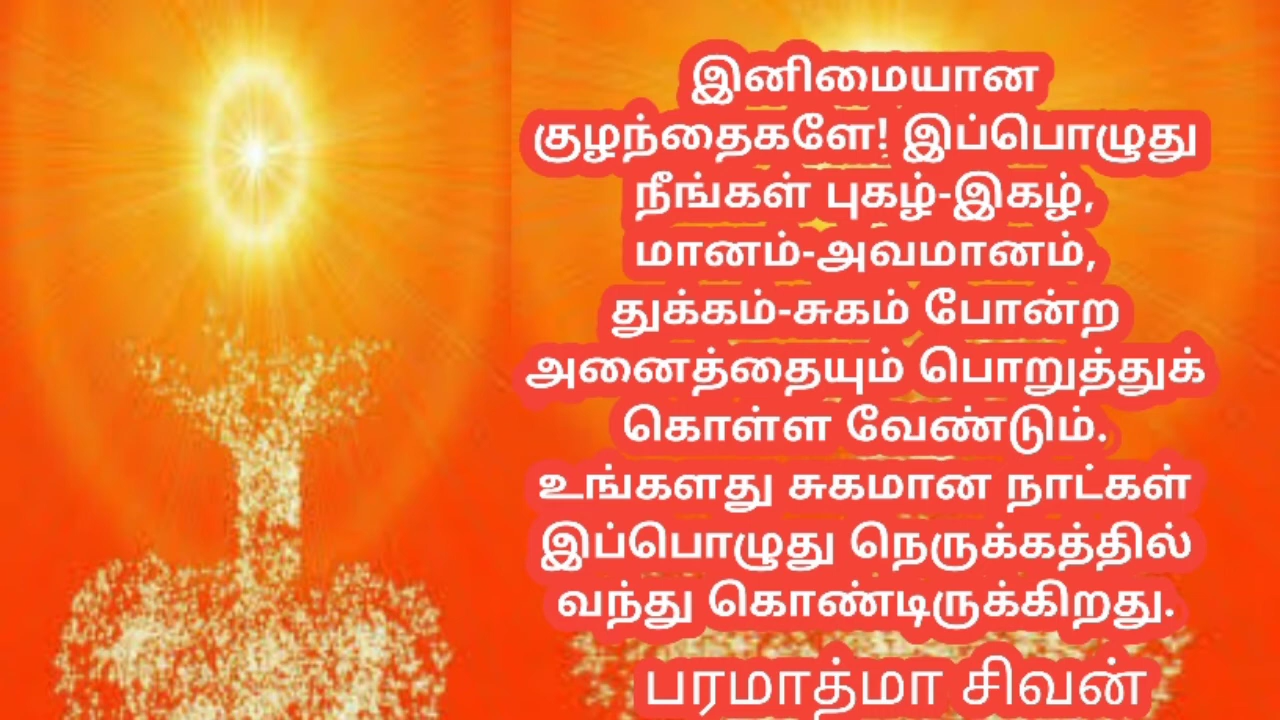 இனிமையான
குழந்தைகளே! இப்பொழுது
நீங்கள் புகழ்-இகழ்,
மானம்-அவமானம்,
துக்கம்-சுகம் போன்ற
அனைத்தையும் பொறுத்துக்
கொள்ள வேண்டும்.
உங்களது சுகமான நாட்கள்
இப்பொழுது நெருக்கத்தில்
வந்து கொண்டிருக்கிறது.
பரமாத்மா சிவன்